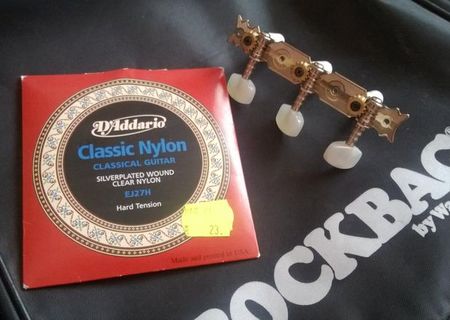 D'Addario
Classic Nylon
CLASSICAL GUITAR
SILVERPLATED WOUND
CLEAR NYLON
EJ27H
Hard Tension
23.
Made and printed in U.S.A.
ROCKBAG
by Wa